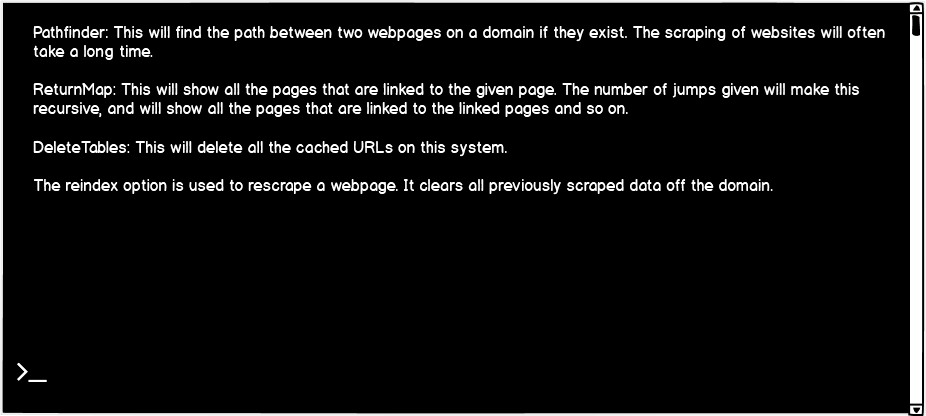 Pathfinder: This will find the path between two webpages on a domain if they exist. The scraping of websites will often
take a long time.
ReturnMap: This will show all the pages that are linked to the given page. The number of jumps given will make this
recursive, and will show all the pages that are linked to the linked pages and so on.
DeleteTables: This will delete all the cached URLs on this system.
The reindex option is used to rescrape a webpage. It clears all previously scraped data off the domain.
>_